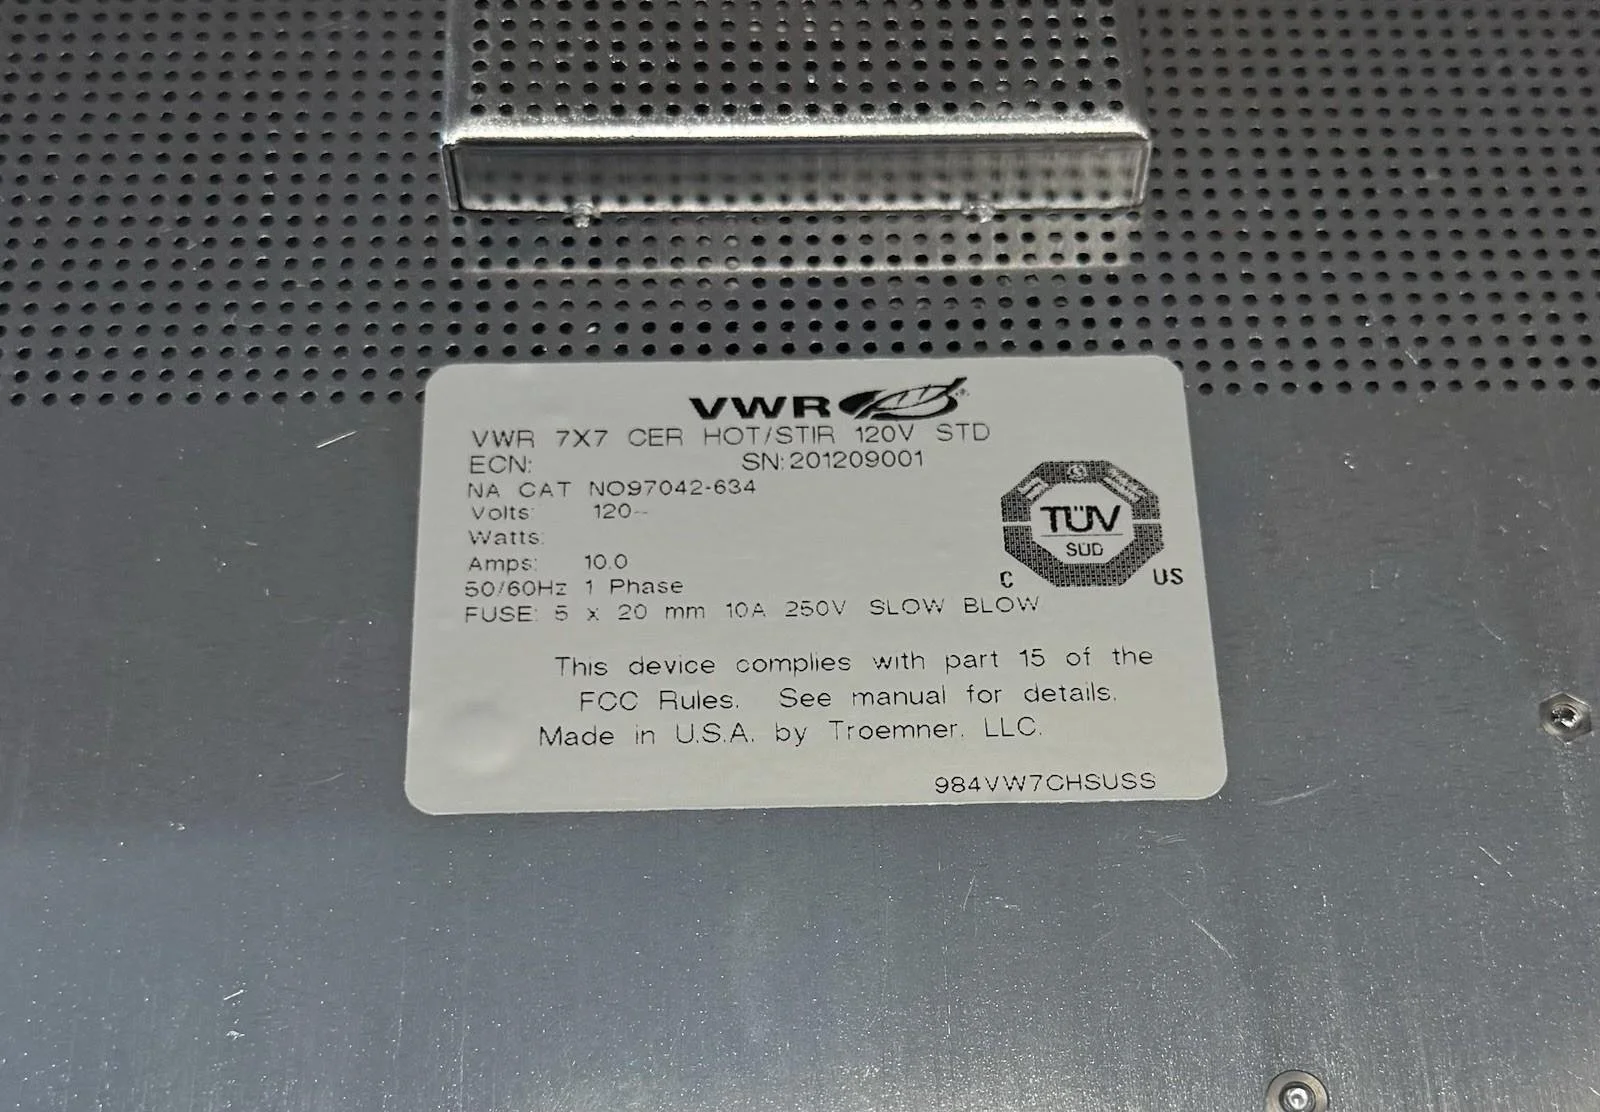 VWR
VWR 7X7 CER HOT/STIR 120V STD
ECN: SN:201209001
NA CAT NO97042-634
Volts: 120~
Watts:
Amps: 10.0
50/60Hz 1 Phase
FUSE: 5 x 20 mm 10A 250V SLOW BLOW
TÜV
SÜD
C US
This device complies with part 15 of the
FCC Rules. See manual for details.
Made in U.S.A. by Troemner, LLC.
984VW7CHSUSS